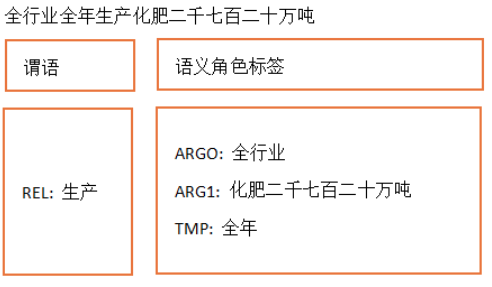 全行业全年生产化肥二千七百二十万吨
谓语
语义角色标签
REL: 生产
ARGO: 全行业
ARG1: 化肥二千七百二十万吨
TMP: 全年